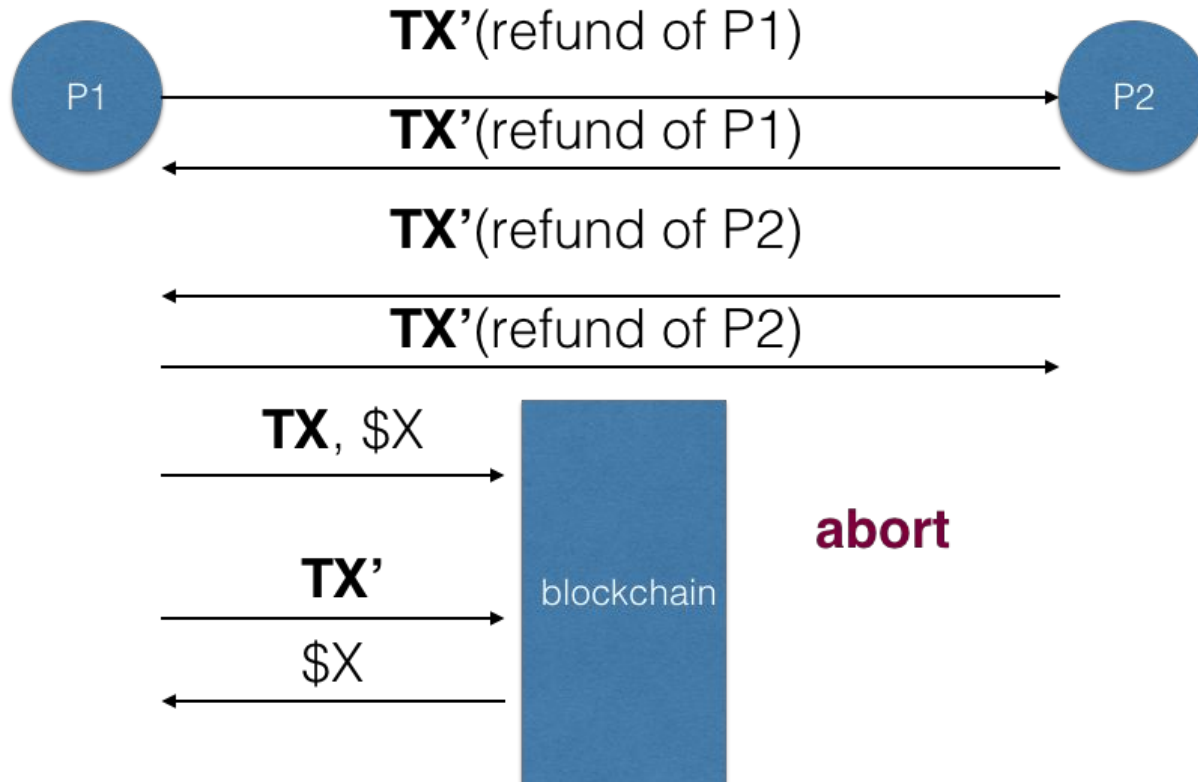 TX’(refund of P1)
P1
P2
TX’(refund of P1)
TX’(refund of P2)
TX’(refund of P2)
TX, $X
abort
TX’
blockchain
$X